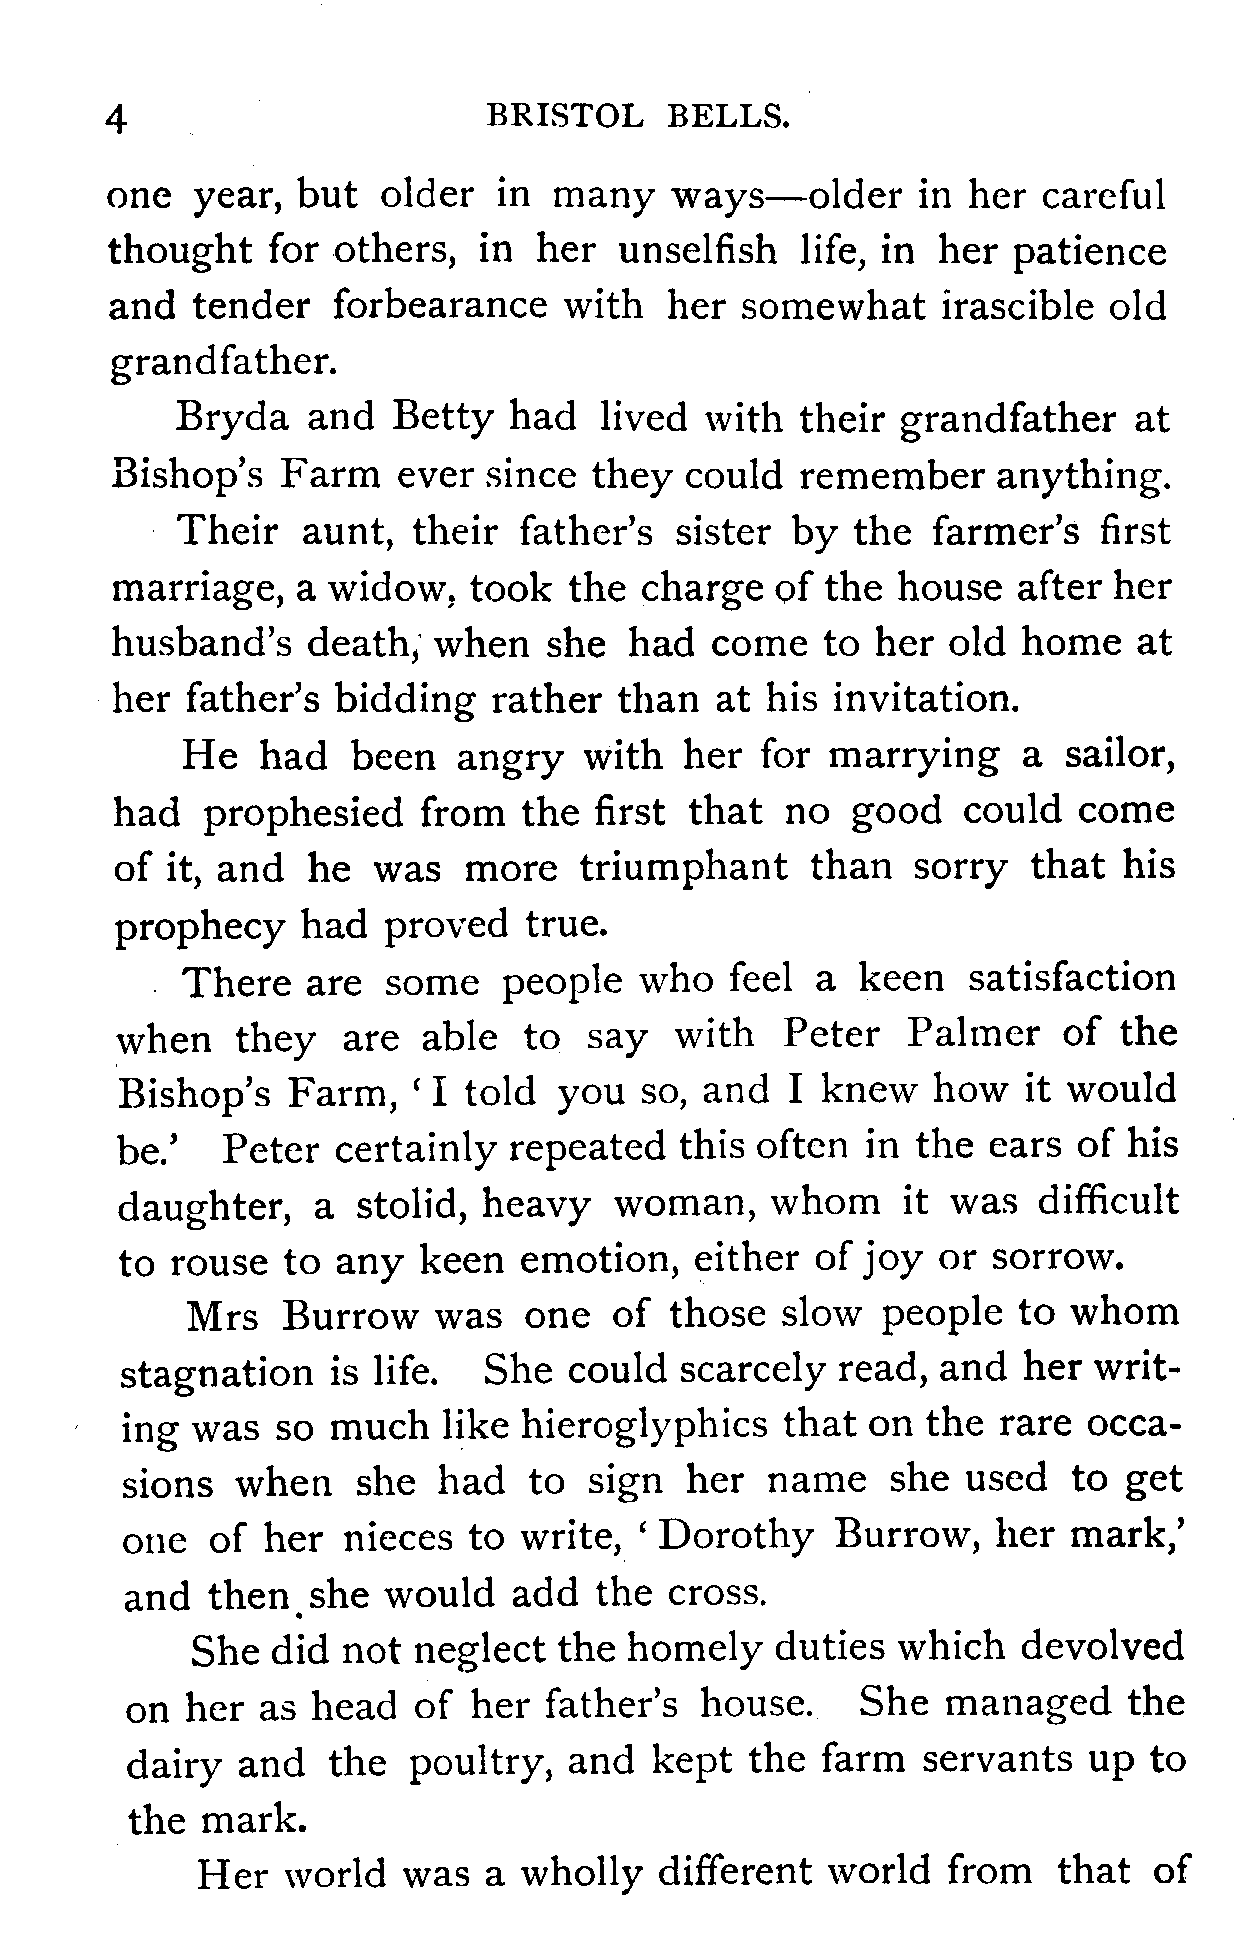 4 BRISTOL BELLS.
one year, but older in many ways—older in her careful
thought for others, in her unselfish life, in her patience
and tender forbearance with her somewhat irascible old
grandfather.
Bryda and Betty had lived with their grandfather at
Bishop's Farm ever since they could remember anything.
Their aunt, their father's sister by the farmer's first
marriage, a widow, took the charge of the house after her
husband's death, when she had come to her old home at
her father's bidding rather than at his invitation.
He had been angry with her for marrying a sailor,
had prophesied from the first that no good could come
of it, and he was more triumphant than sorry that his
prophecy had proved true.
There are some people who feel a keen satisfaction
when they are able to say with Peter Palmer of the
Bishop's Farm, ‘I told you so, and I knew how it would
be.’ Peter certainly repeated this often in the ears of his
daughter, a stolid, heavy woman, whom it was difficult
to rouse to any keen emotion, either of joy or sorrow.
Mrs Burrow was one of those slow people to whom
stagnation is life. She could scarcely read, and her writ-
ing was so much like hieroglyphics that on the rare occa-
sions when she had to sign her name she used to get
one of her nieces to write, ‘Dorothy Burrow, her mark,’
and then she would add the cross.
She did not neglect the homely duties which devolved
on her as head of her father's house. She managed the
dairy and the poultry, and kept the farm servants up to
the mark.
Her world was a wholly different world from that of